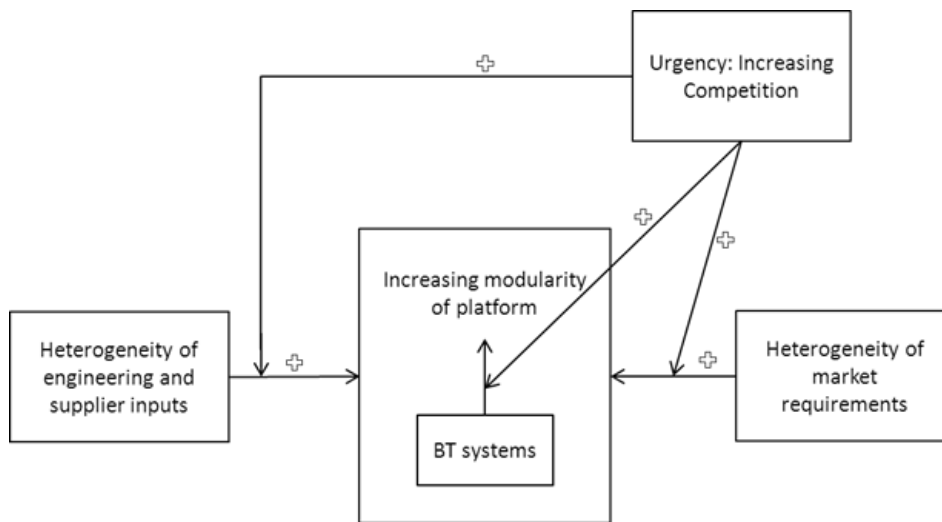 Urgency: Increasing
Competition
Increasing modularity
of platform
Heterogeneity of
engineering and
supplier inputs
Heterogeneity of
market
requirements
BT systems